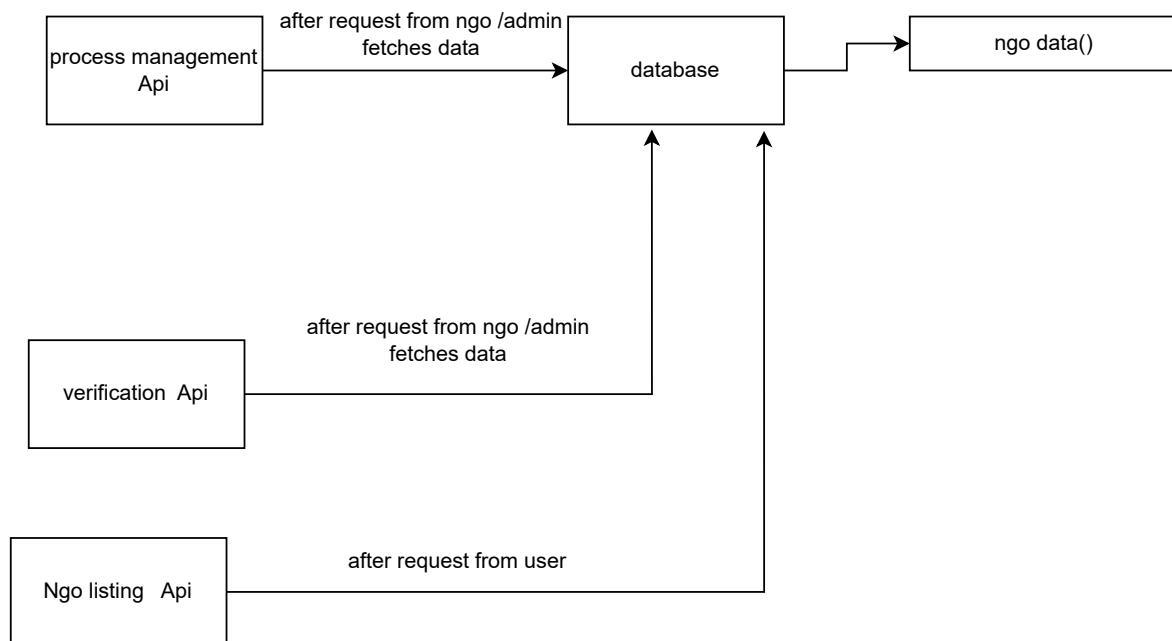 after request from ngo /admin
fetches data
process management
Api
database
ngo data()
after request from ngo /admin
fetches data
verification  Api
after request from user
Ngo listing   Api